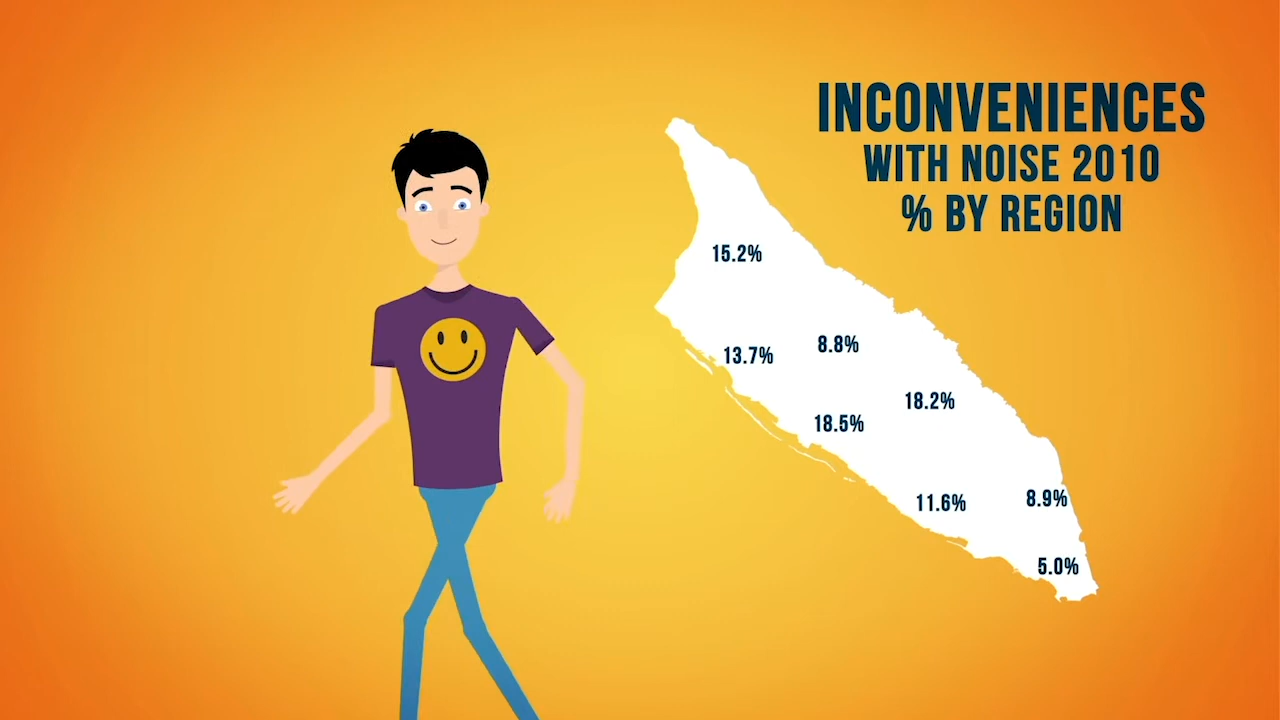 INCONVENIENCES
WITH NOISE 2010
% BY REGION
15.2%
13.7%
8.8%
18.2%
18.5%
11.6%
8.9%
5.0%